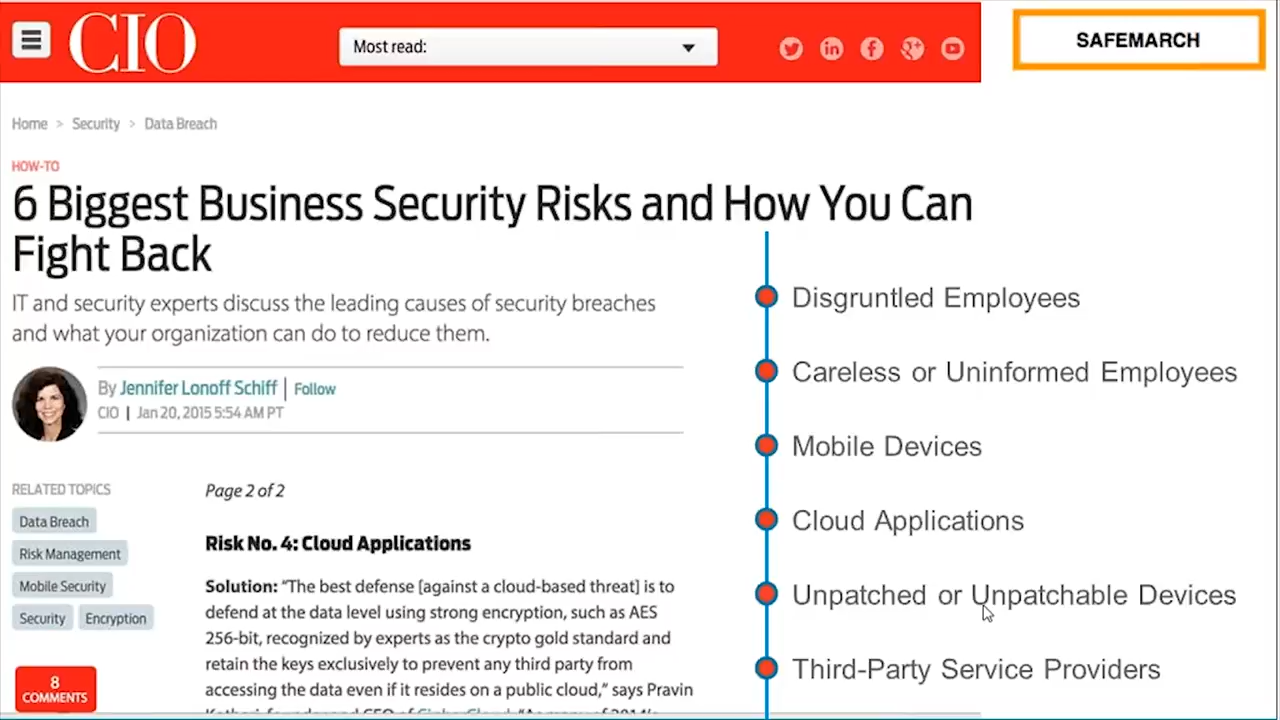 CIO
Most read:
SAFEMARCH
Home > Security > Data Breach
HOW-TO
6 Biggest Business Security Risks and How You Can
Fight Back
IT and security experts discuss the leading causes of security breaches
and what your organization can do to reduce them.
By Jennifer Lonoff Schiff | Follow
CIO | Jan 20, 2015 5:54 AM PT
RELATED TOPICS
Data Breach
Risk Management
Mobile Security
Security
Encryption
8
COMMENTS
Page 2 of 2
Risk No. 4: Cloud Applications
Solution: “The best defense [against a cloud-based threat] is to
defend at the data level using strong encryption, such as AES
256-bit, recognized by experts as the crypto gold standard and
retain the keys exclusively to prevent any third party from
accessing the data even if it resides on a public cloud,” says Pravin
Disgruntled Employees
Careless or Uninformed Employees
Mobile Devices
Cloud Applications
Unpatched or Unpatchable Devices
Third-Party Service Providers